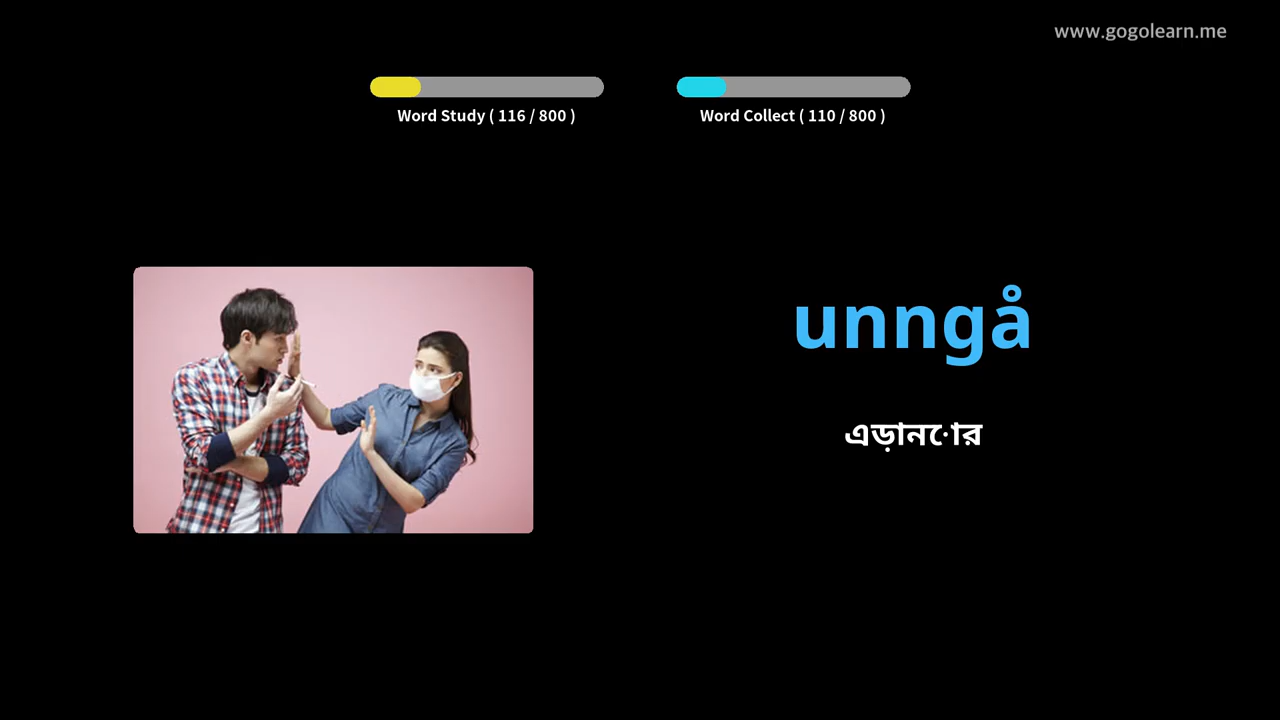 www.gogolearn.me
Word Study ( 116 / 800 )
Word Collect ( 110 / 800 )
unngå
এড়ানো·র